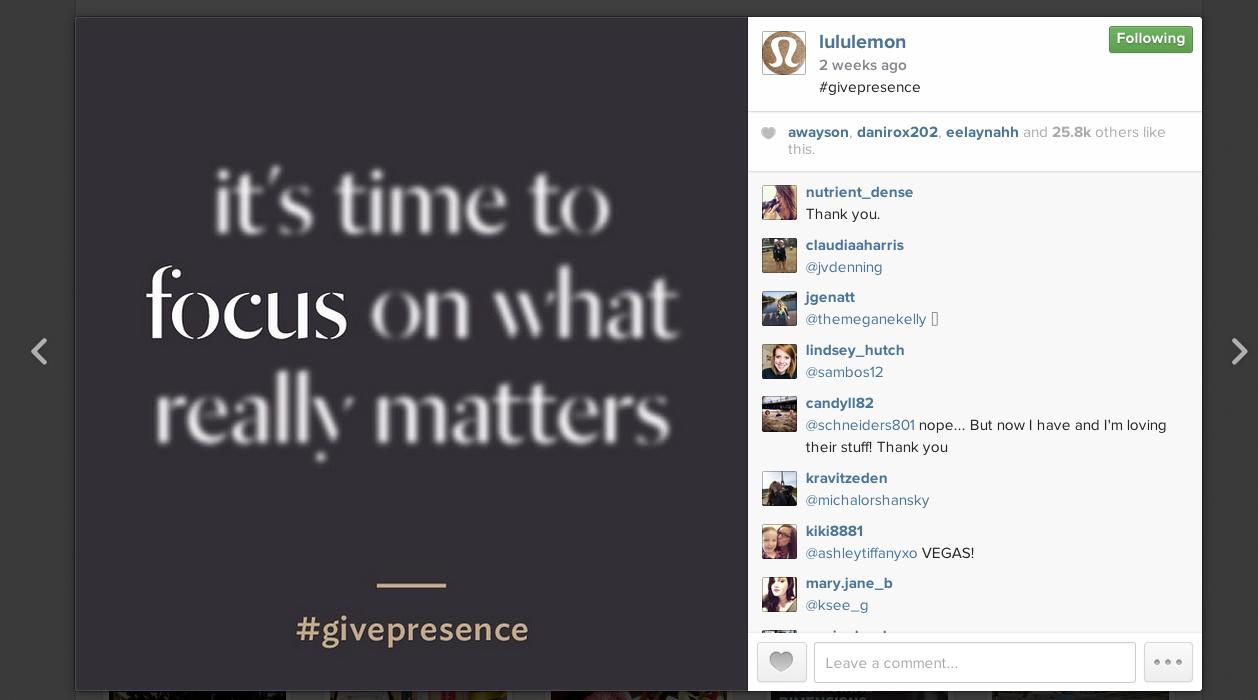 it's time to
focus on what
really matters
#givepresence
lululemon
Following
2 weeks ago
#givepresence
awayson, danirox202, eelaynahh and 25.8k others like
this.
nutrient_dense
Thank you.
claudiaaharris
@jvdenning
jgenatt
@themeganekelly
lindsey_hutch
@sambos12
candyll82
@schneiders801 nope... But now I have and I'm loving
their stuff! Thank you
kravitzeden
@michalorshansky
kiki8881
@ashleytiffanyxo VEGAS!
mary.jane_b
@ksee_g
Leave a comment...
DIMENSIONS